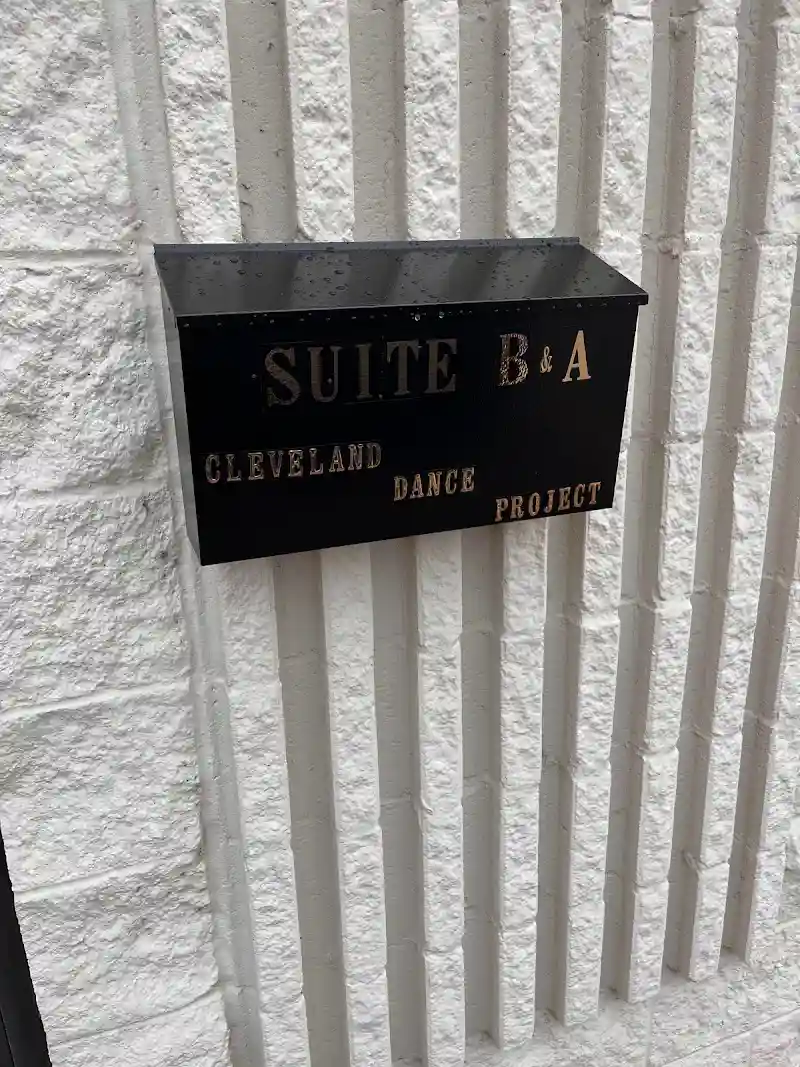 SUITE B & A
CLEVELAND
DANCE
PROJECT